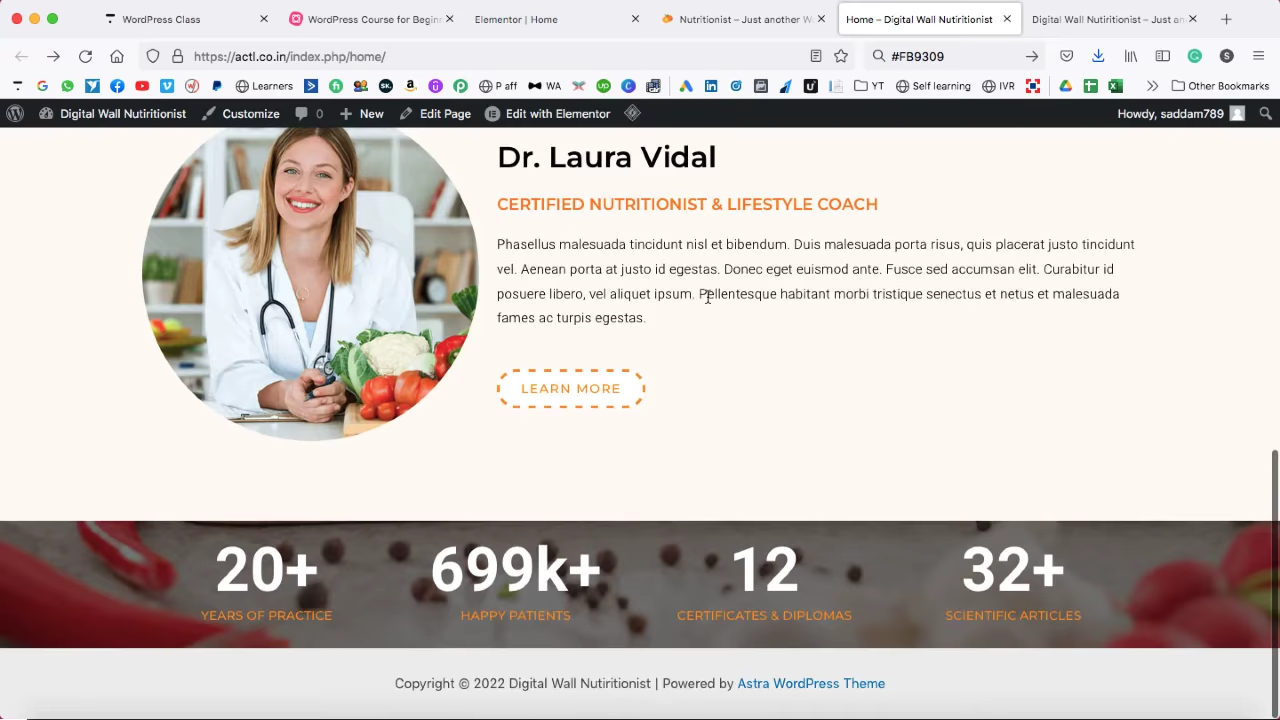 WordPress Class
WordPress Course for Beginn
Elementor | Home
Nutritionist – Just another W
Home – Digital Wall Nutiritionist
Digital Wall Nutiritionist – Just an
https://actl.co.in/index.php/home/
#FB9309
Learners
P aff
WA
YT
Self learning
IVR
Other Bookmarks
Digital Wall Nutiritionist
Customize
0
New
Edit Page
Edit with Elementor
Howdy, saddam789
Dr. Laura Vidal
CERTIFIED NUTRITIONIST & LIFESTYLE COACH
Phasellus malesuada tincidunt nisl et bibendum. Duis malesuada porta risus, quis placerat justo tincidunt
vel. Aenean porta at justo id egestas. Donec eget euismod ante. Fusce sed accumsan elit. Curabitur id
posuere libero, vel aliquet ipsum. Pellentesque habitant morbi tristique senectus et netus et malesuada
fames ac turpis egestas.
LEARN MORE
20+
699k+
12
32+
YEARS OF PRACTICE
HAPPY PATIENTS
CERTIFICATES & DIPLOMAS
SCIENTIFIC ARTICLES
Copyright © 2022 Digital Wall Nutiritionist | Powered by Astra WordPress Theme